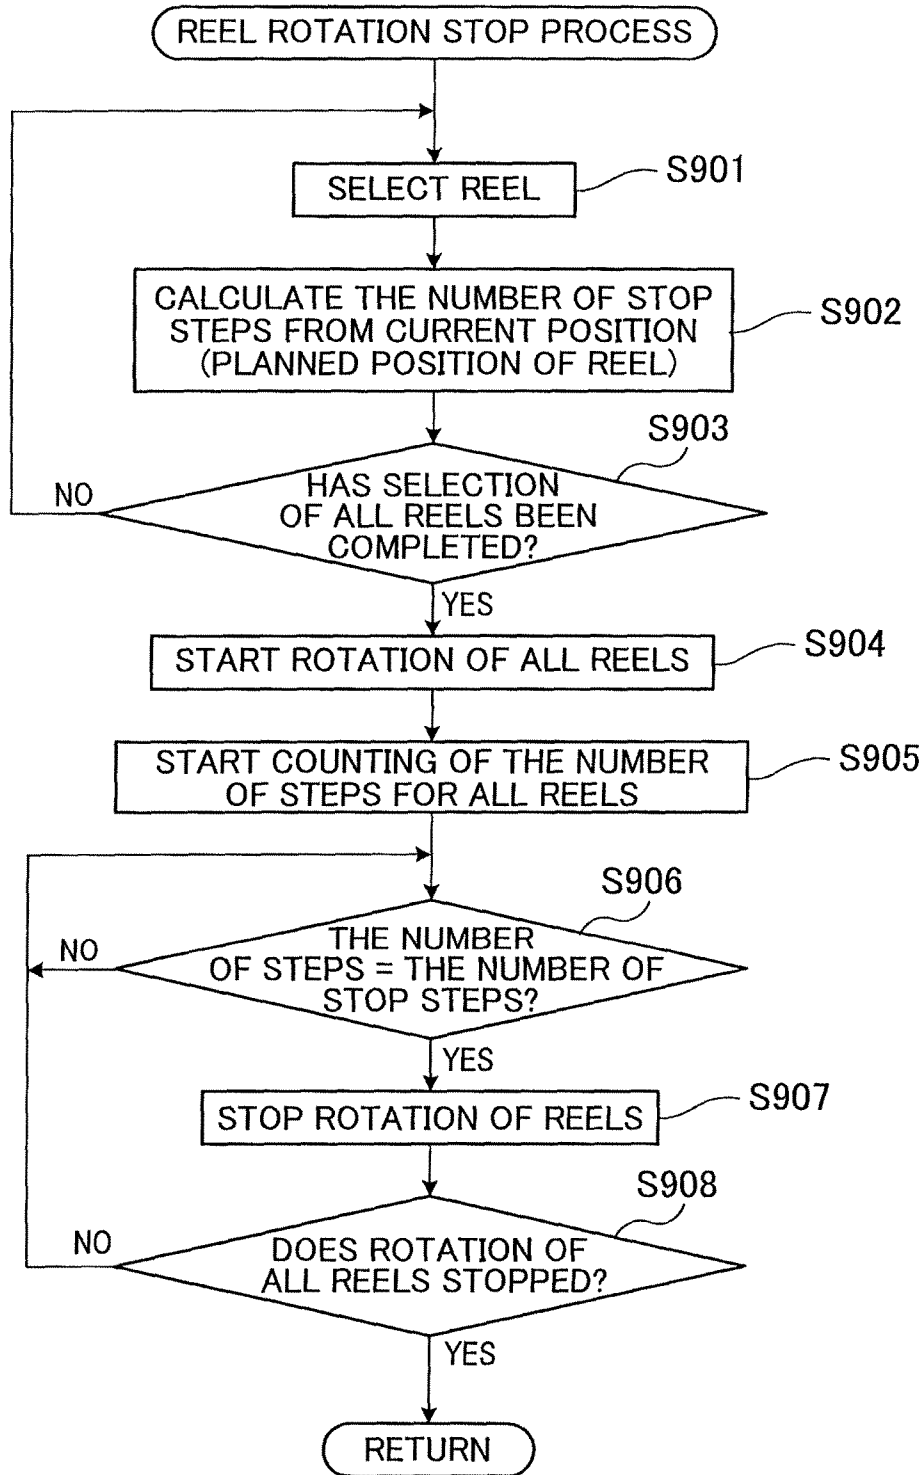 REEL ROTATION STOP PROCESS
SELECT REEL
S901
CALCULATE THE NUMBER OF STOP
STEPS FROM CURRENT POSITION
(PLANNED POSITION OF REEL)
S902
S903
HAS SELECTION
OF ALL REELS BEEN
COMPLETED?
NO
YES
START ROTATION OF ALL REELS
S904
START COUNTING OF THE NUMBER
OF STEPS FOR ALL REELS
S905
S906
THE NUMBER
OF STEPS = THE NUMBER OF
STOP STEPS?
NO
YES
STOP ROTATION OF REELS
S907
S908
DOES ROTATION OF
ALL REELS STOPPED?
NO
YES
RETURN